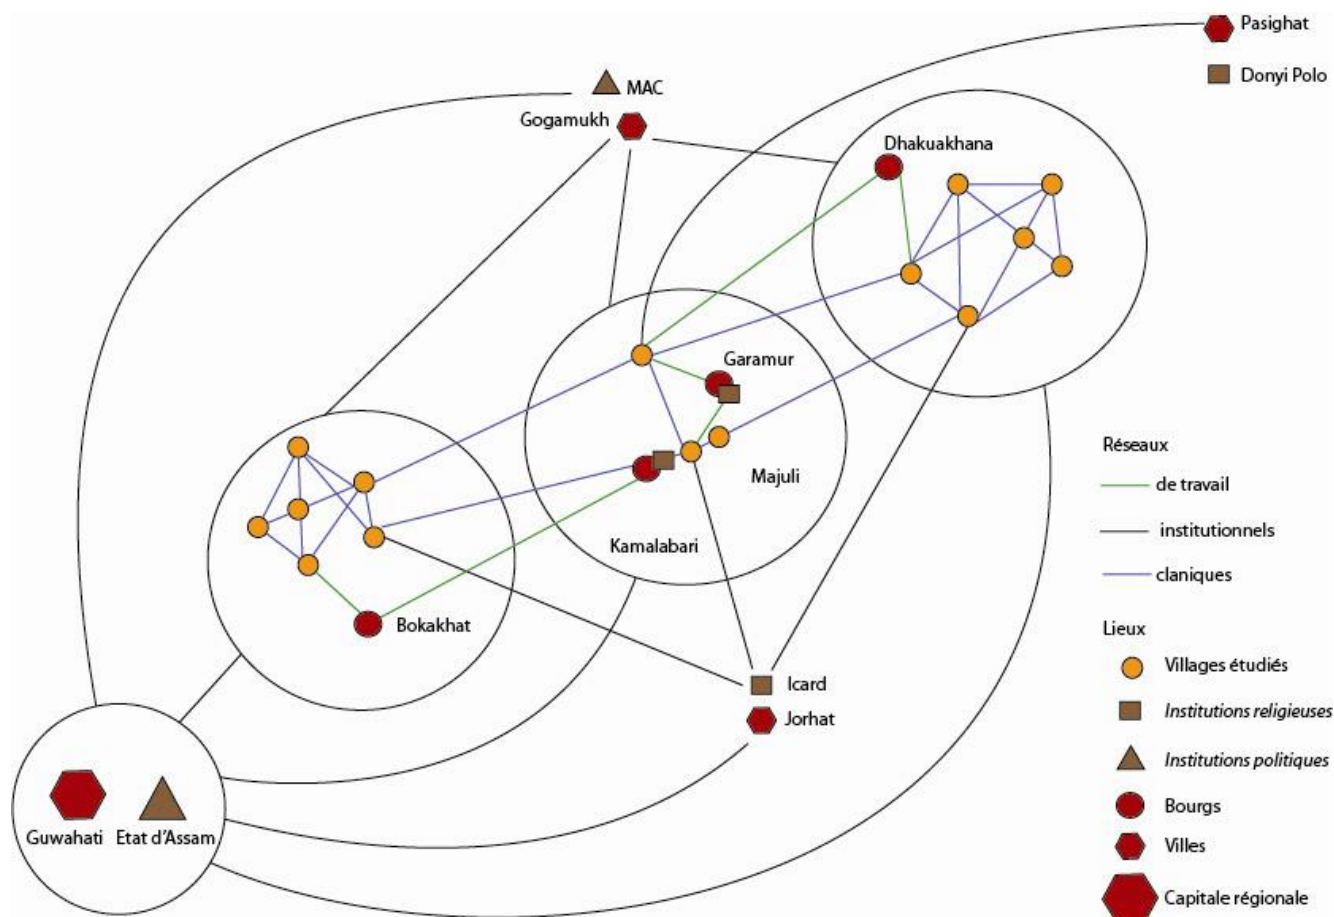 Pasighat
Donyi Polo
MAC
Gogamukh
Dhakuakhana
Garamur
Majuli
Kamalabari
Bokakhat
Icard
Jorhat
Guwahati
Etat d'Assam
Réseaux
de travail
institutionnels
claniques
Lieux
Villages étudiés
Institutions religieuses
Institutions politiques
Bourgs
Villes
Capitale régionale